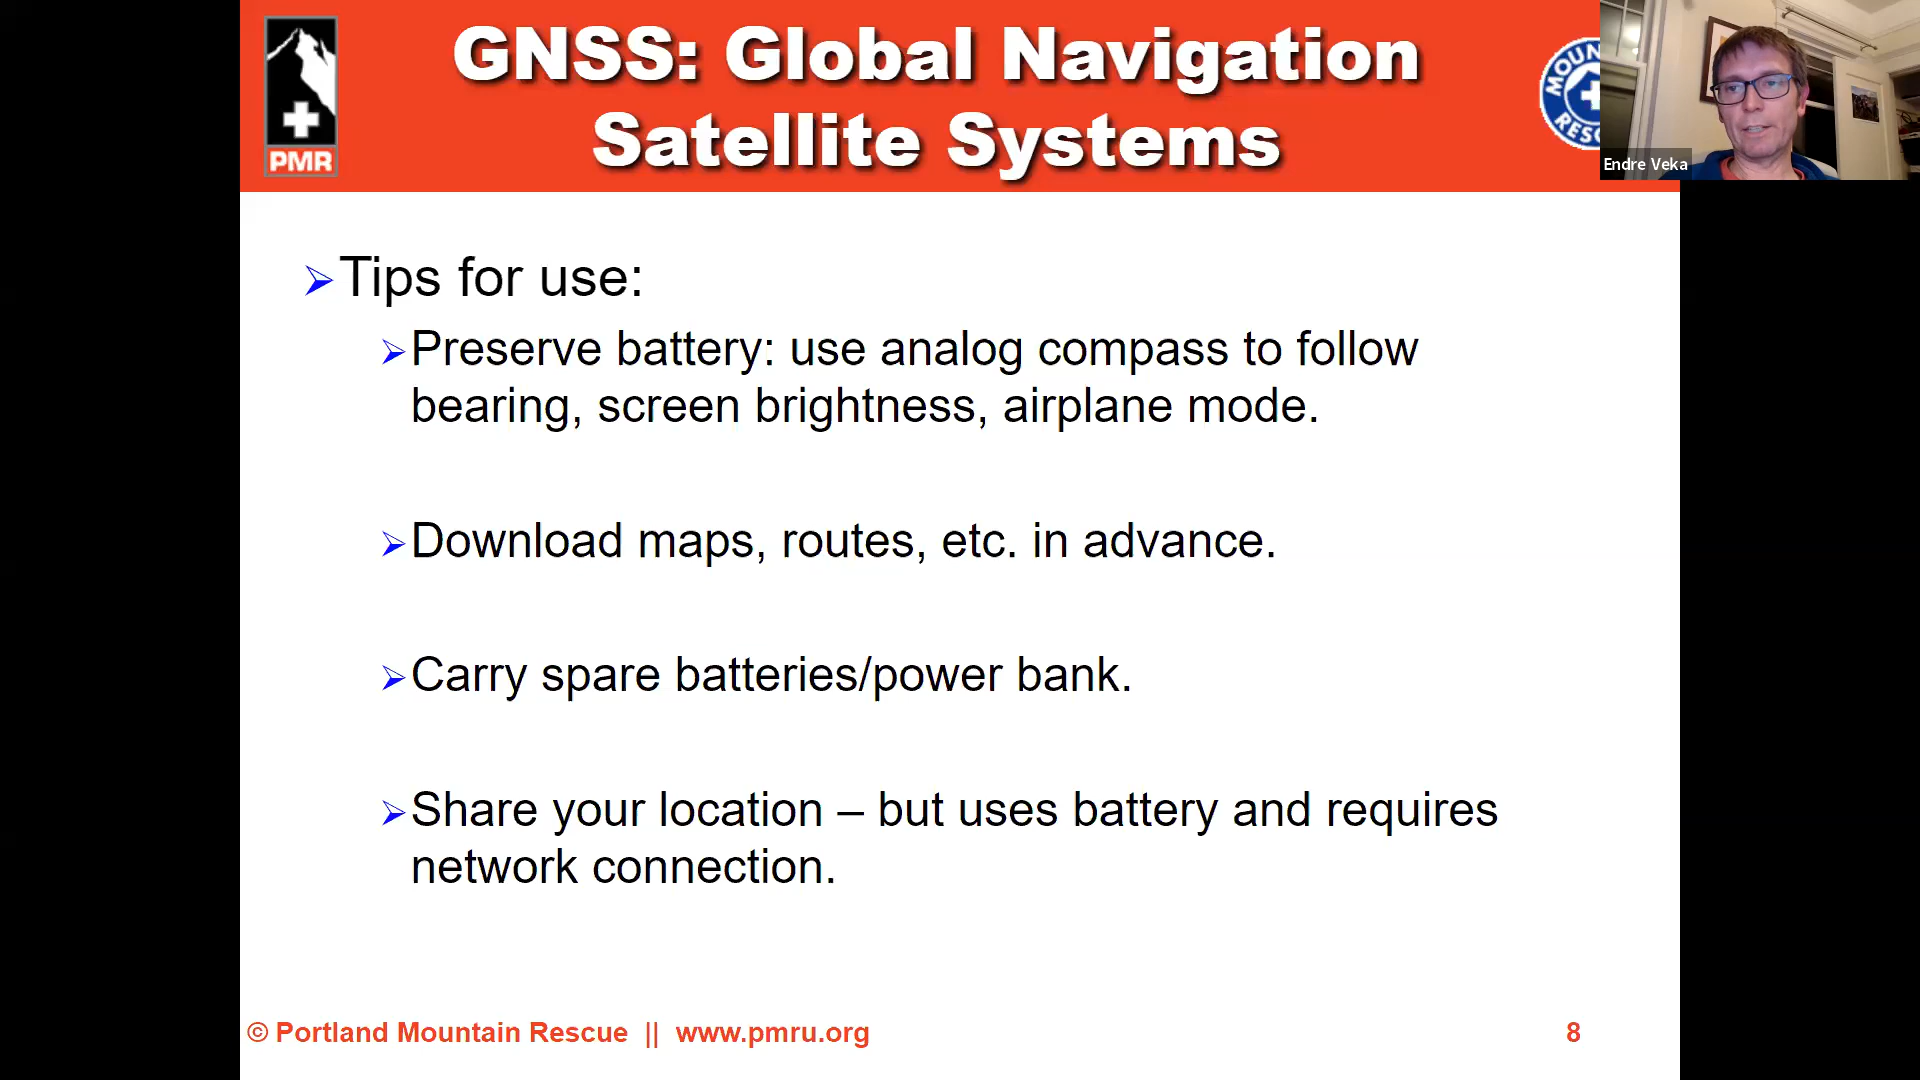 GNSS: Global Navigation
Satellite Systems
PMR
MOUN
RESC
Endre Veka
Tips for use:
Preserve battery: use analog compass to follow
bearing, screen brightness, airplane mode.
Download maps, routes, etc. in advance.
Carry spare batteries/power bank.
Share your location – but uses battery and requires
network connection.
© Portland Mountain Rescue || www.pmru.org
8